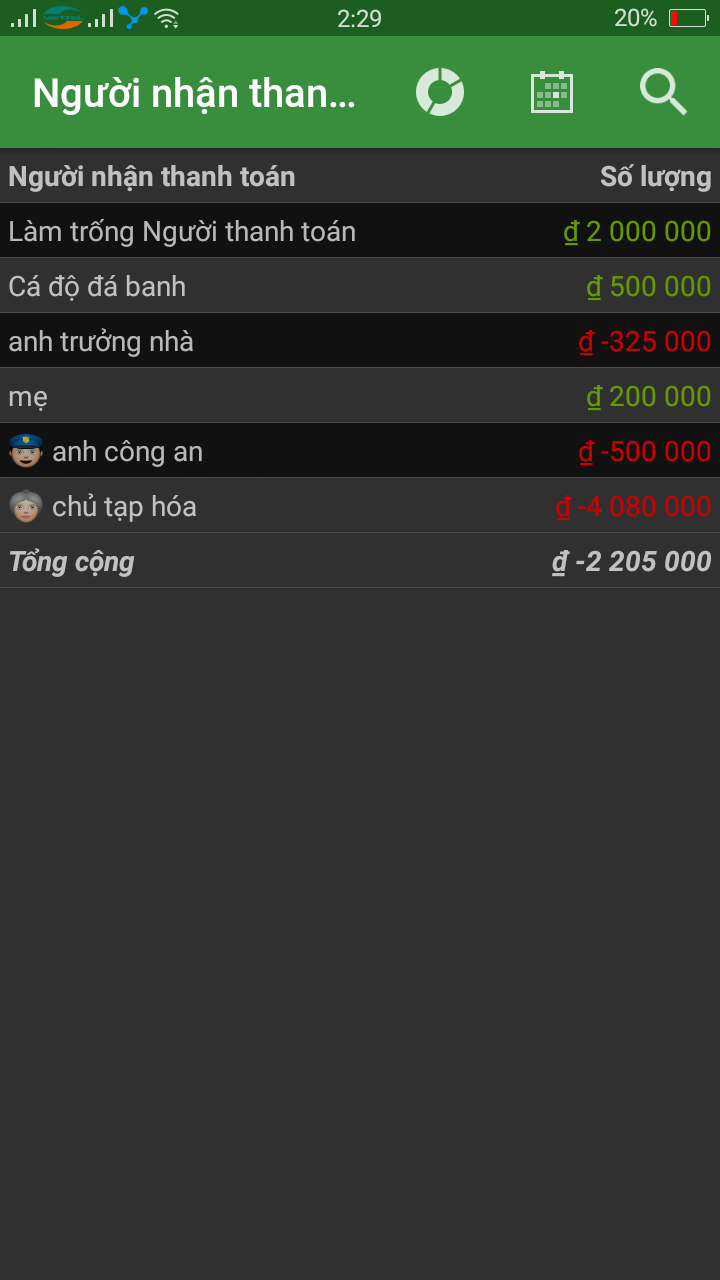 2:29
20%
Người nhận than...
Người nhận thanh toán Số lượng
Làm trống Người thanh toán ₫ 2 000 000
Cá độ đá banh ₫ 500 000
anh trưởng nhà ₫ -325 000
mẹ ₫ 200 000
anh công an ₫ -500 000
chủ tạp hóa ₫ -4 080 000
Tổng cộng ₫ -2 205 000